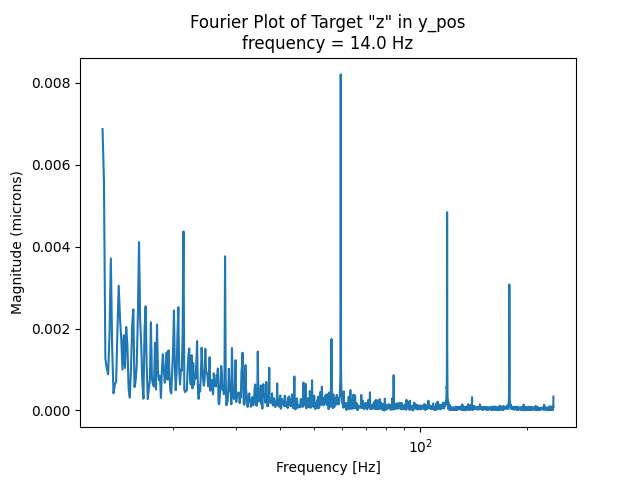 Fourier Plot of Target "z" in y_pos
frequency = 14.0 Hz
0.008
0.006
0.004
0.002
0.000
Magnitude (microns)
10²
Frequency [Hz]